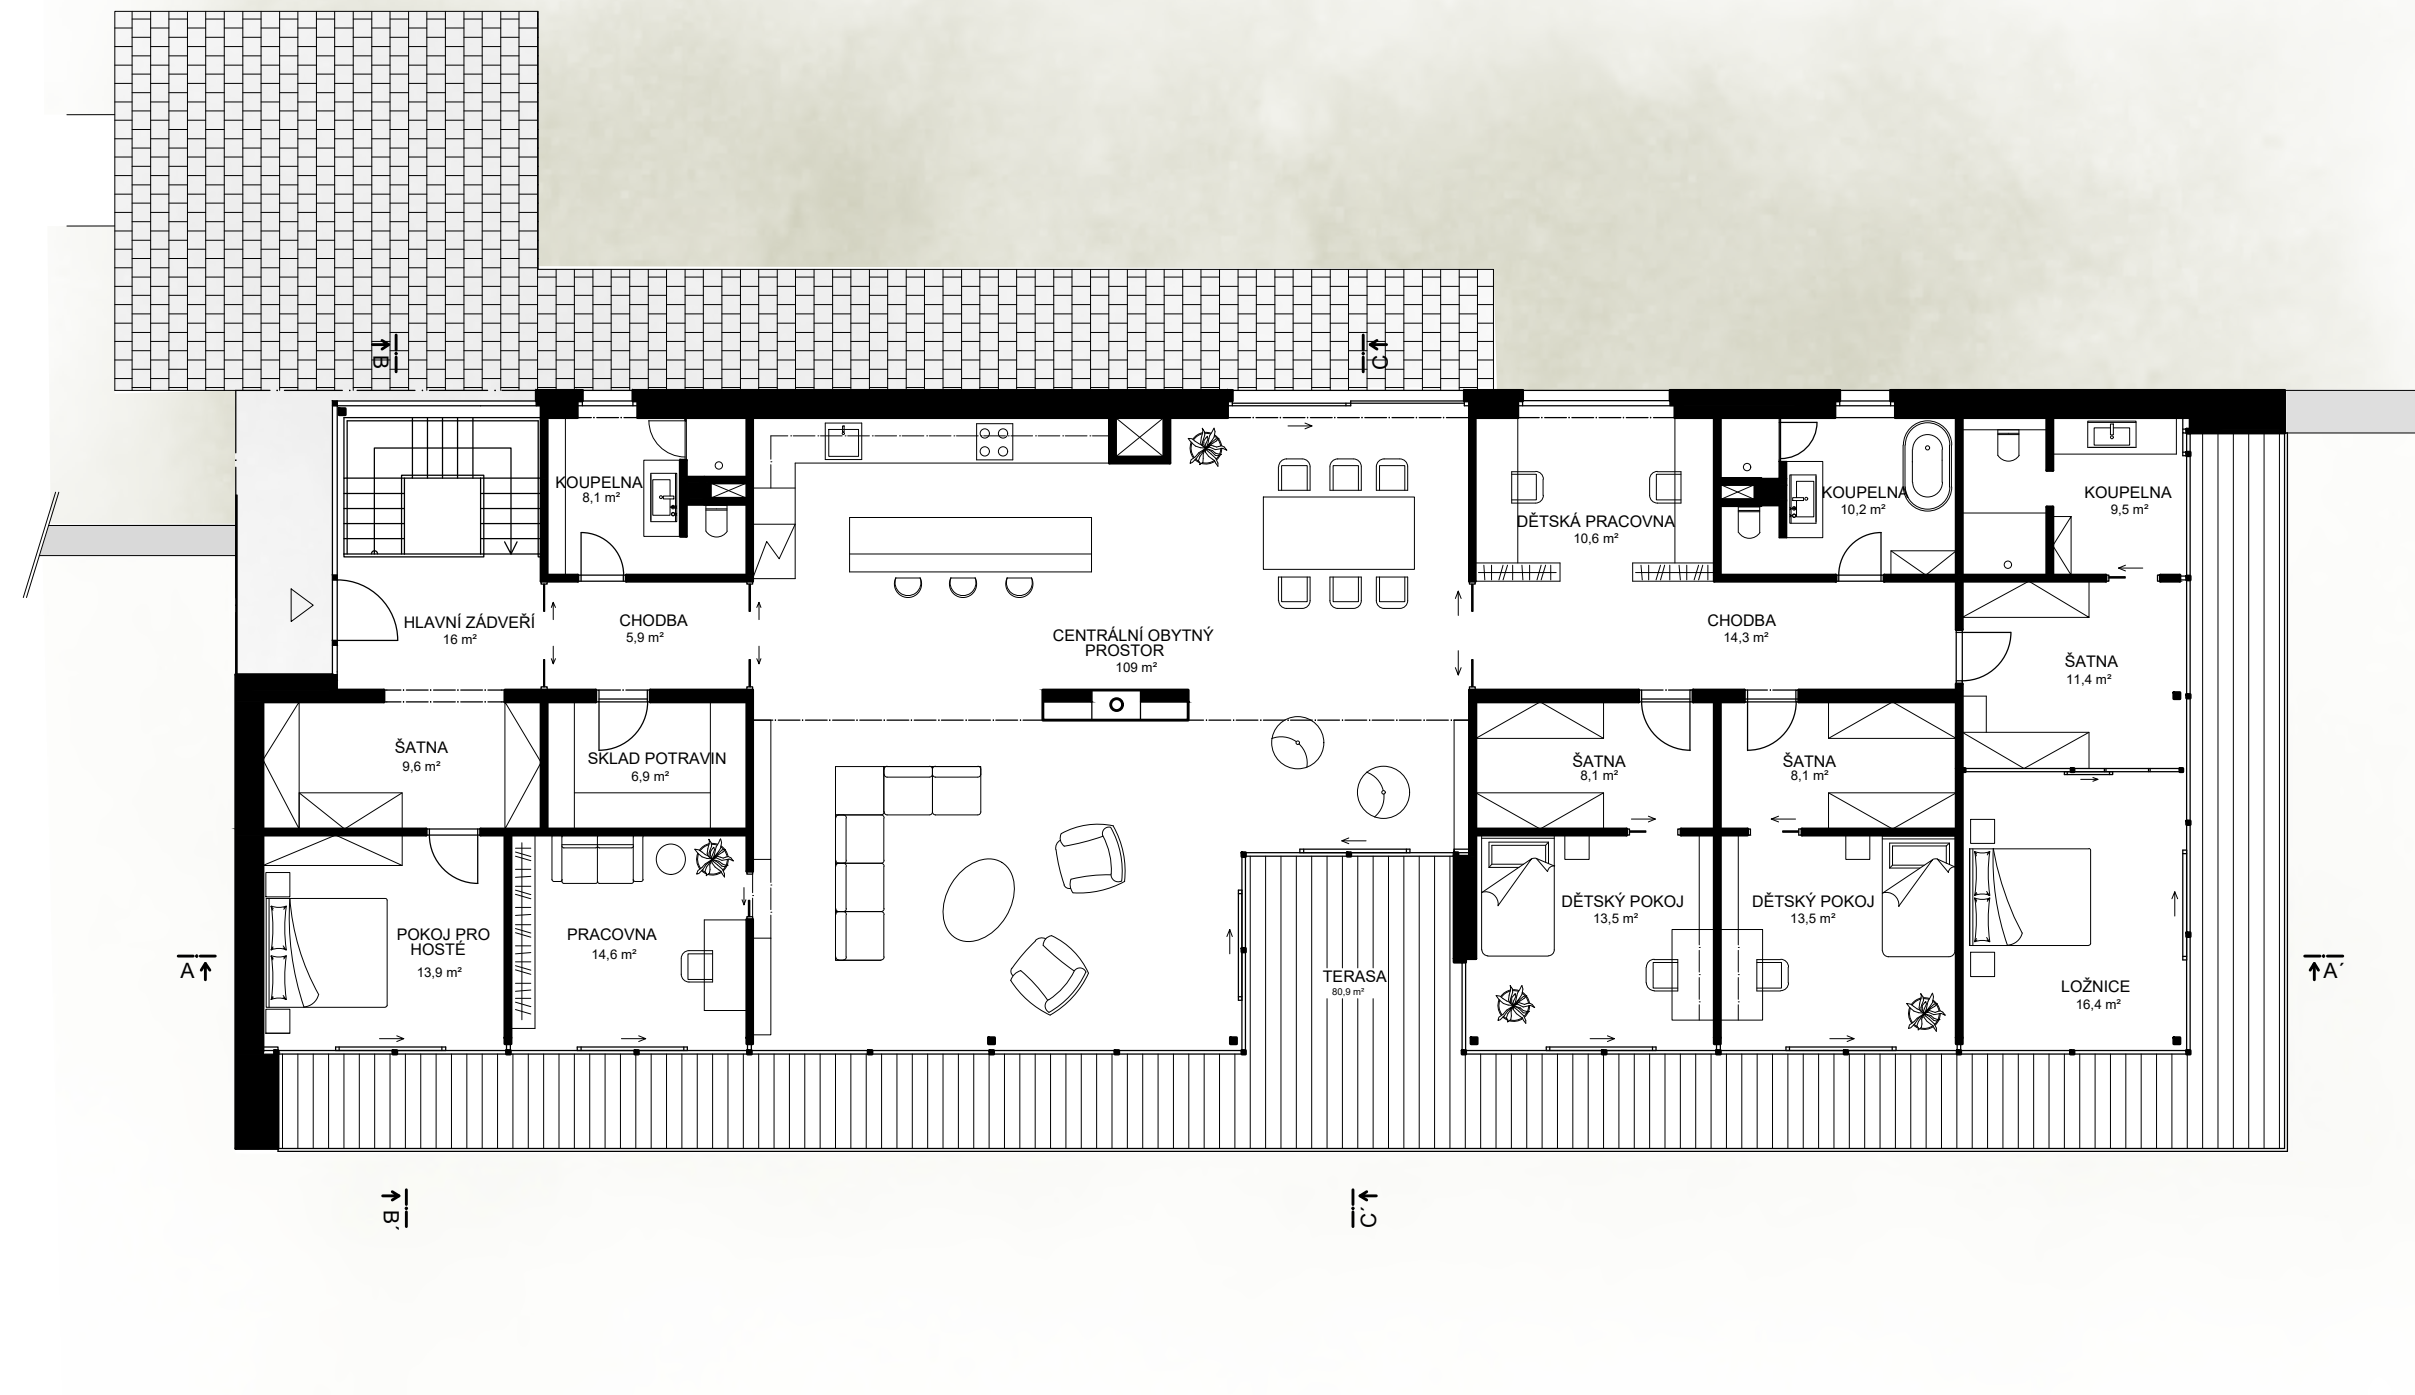 B
C
KOUPELNA
8,1 m²
DĚTSKÁ PRACOVNA
10,6 m²
KOUPELNA
10,2 m²
KOUPELNA
9,5 m²
HLAVNÍ ZÁDVEŘÍ
16 m²
CHODBA
5,9 m²
CENTRÁLNÍ OBYTNÝ
PROSTOR
109 m²
CHODBA
14,3 m²
ŠATNA
11,4 m²
ŠATNA
9,6 m²
SKLAD POTRAVIN
6,9 m²
ŠATNA
8,1 m²
ŠATNA
8,1 m²
POKOJ PRO
HOSTÉ
13,9 m²
PRACOVNA
14,6 m²
TERASA
80,9 m²
DĚTSKÝ POKOJ
13,5 m²
DĚTSKÝ POKOJ
13,5 m²
LOŽNICE
16,4 m²
A
A´
B´
C´